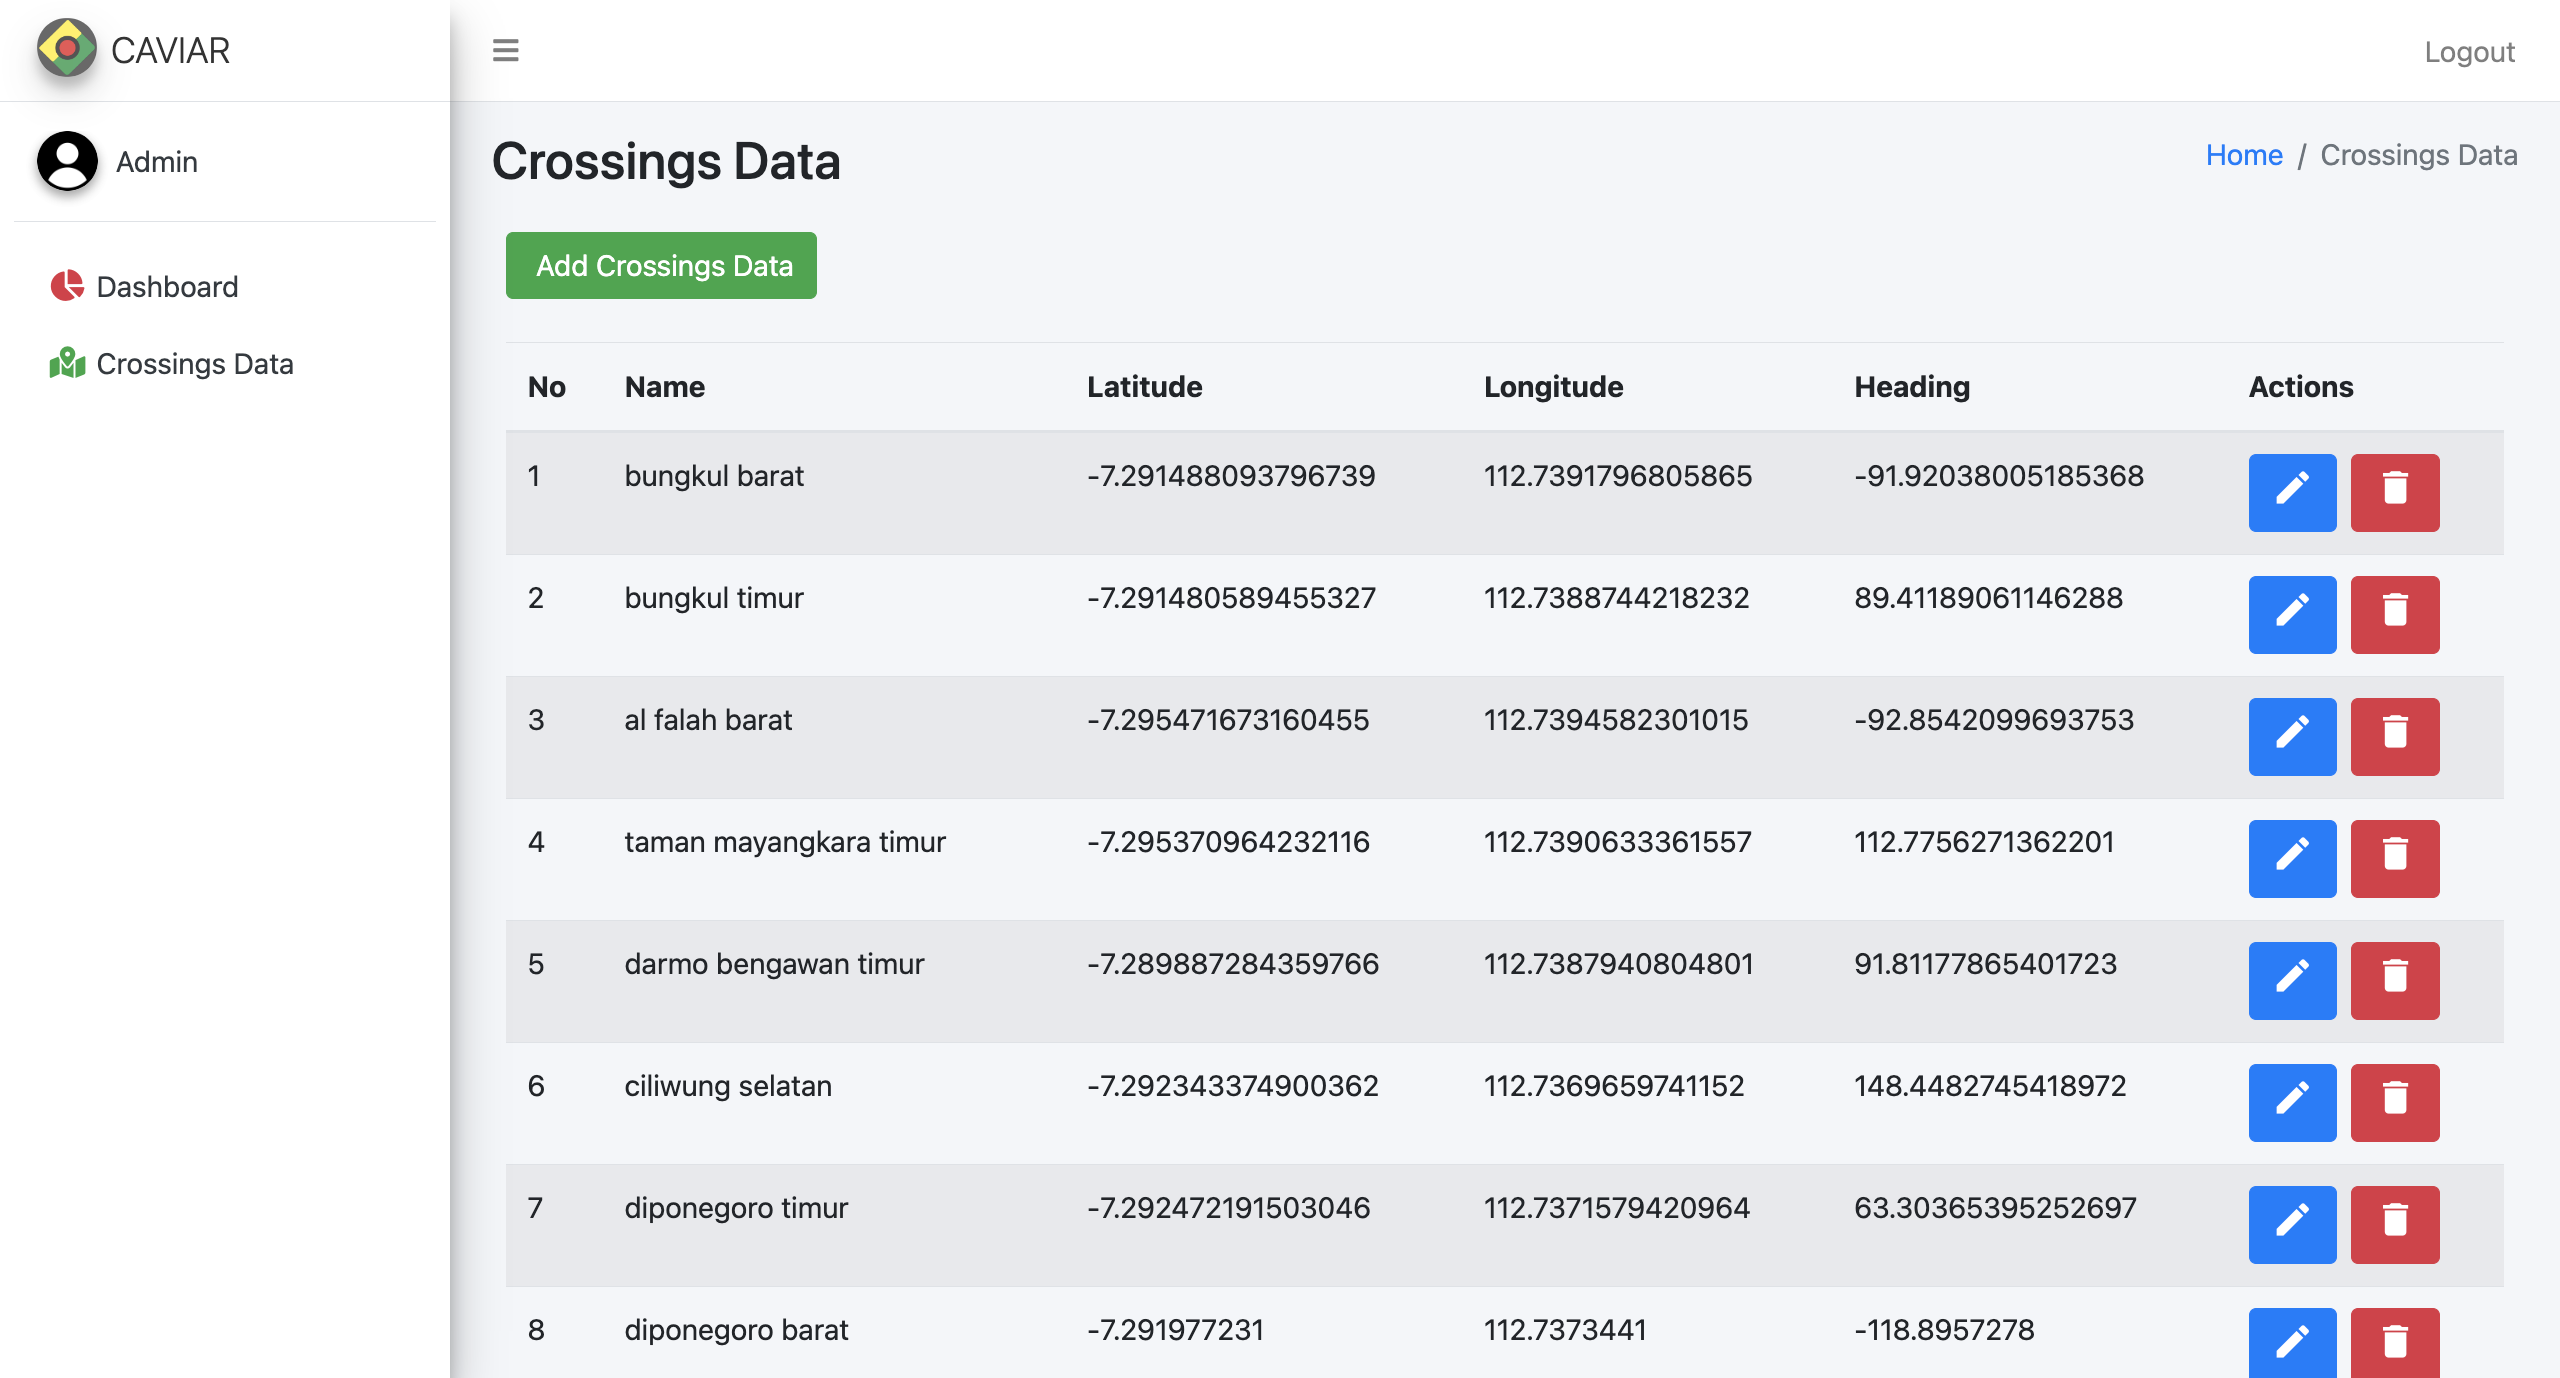 CAVIAR
Logout
Admin
Dashboard
Crossings Data
Crossings Data
Home / Crossings Data
Add Crossings Data
No Name Latitude Longitude Heading Actions
1 bungkul barat -7.291488093796739 112.7391796805865 -91.92038005185368
2 bungkul timur -7.291480589455327 112.7388744218232 89.41189061146288
3 al falah barat -7.295471673160455 112.7394582301015 -92.8542099693753
4 taman mayangkara timur -7.295370964232116 112.7390633361557 112.7756271362201
5 darmo bengawan timur -7.289887284359766 112.7387940804801 91.81177865401723
6 ciliwung selatan -7.292343374900362 112.7369659741152 148.4482745418972
7 diponegoro timur -7.292472191503046 112.7371579420964 63.30365395252697
8 diponegoro barat -7.291977231 112.7373441 -118.8957278